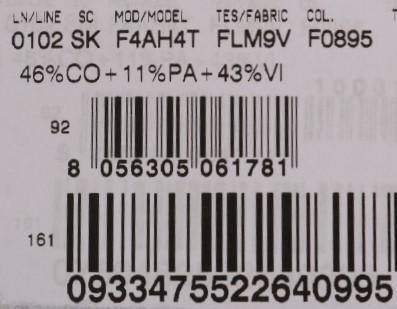 LN/LINE SC MOD/MODEL TES/FABRIC COL.
0102 SK F4AH4T FLM9V F0895
46%CO+11%PA+43%VI
92
8 056305 061781
161
0933475522640995